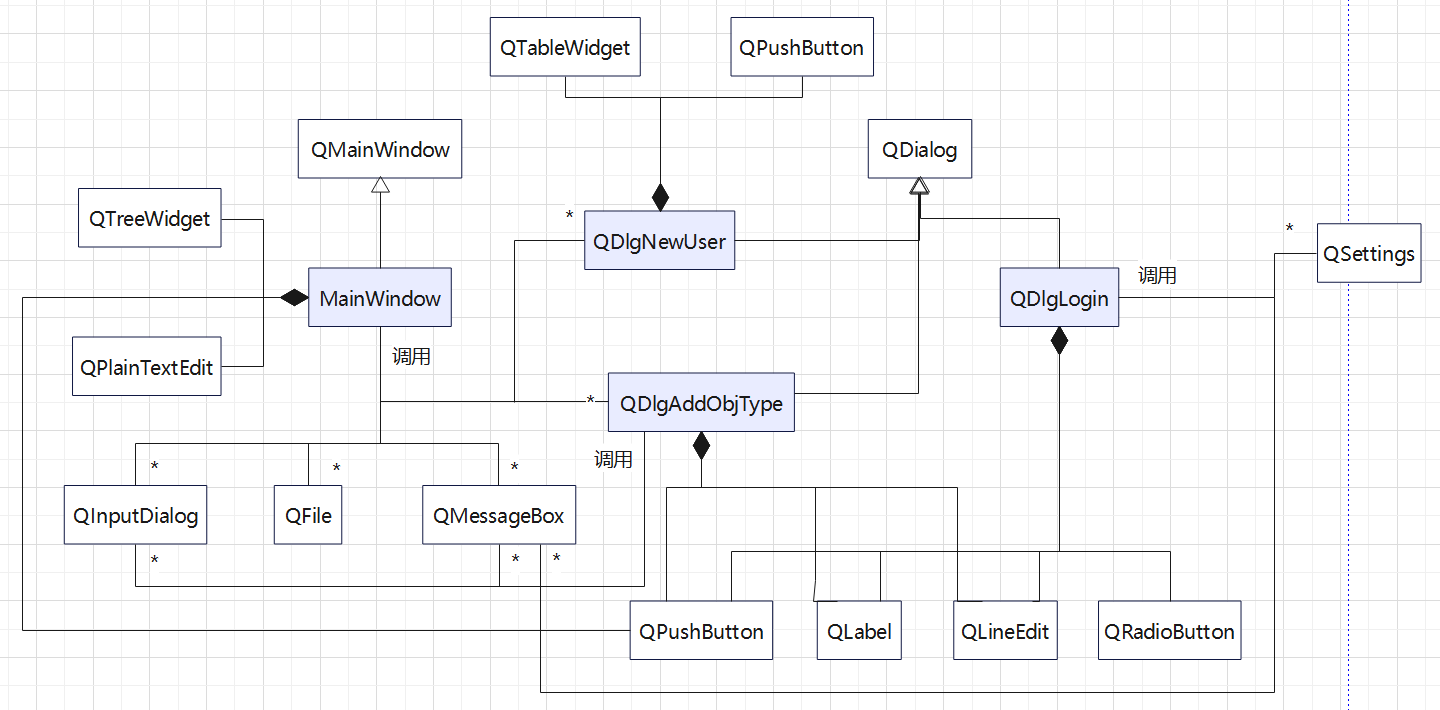 QTableWidget
QPushButton
QMainWindow
QDialog
QTreeWidget
*
QDlgNewUser
*
QSettings
调用
MainWindow
QDlgLogin
调用
QPlainTextEdit
*
QDlgAddObjType
调用
*
*
*
QInputDialog
QFile
QMessageBox
*
*
*
QPushButton
QLabel
QLineEdit
QRadioButton